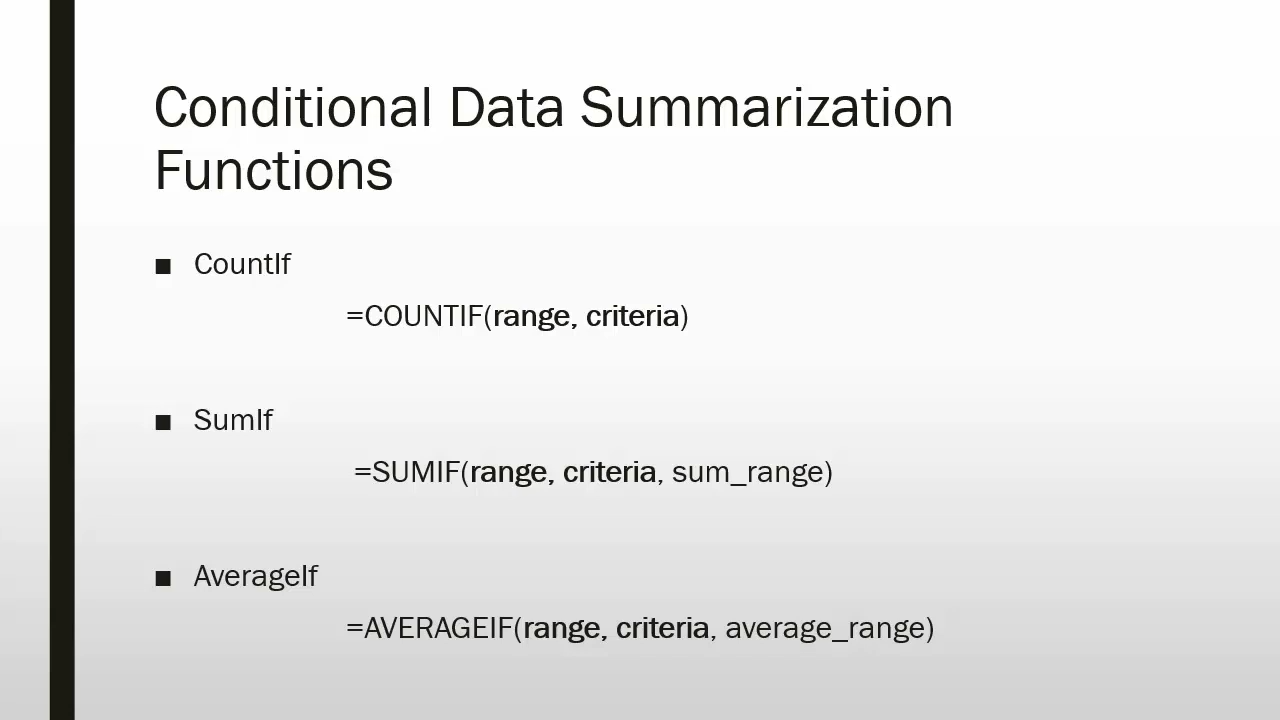 Conditional Data Summarization
Functions
■ CountIf
=COUNTIF(range, criteria)
■ SumIf
=SUMIF(range, criteria, sum_range)
■ AverageIf
=AVERAGEIF(range, criteria, average_range)